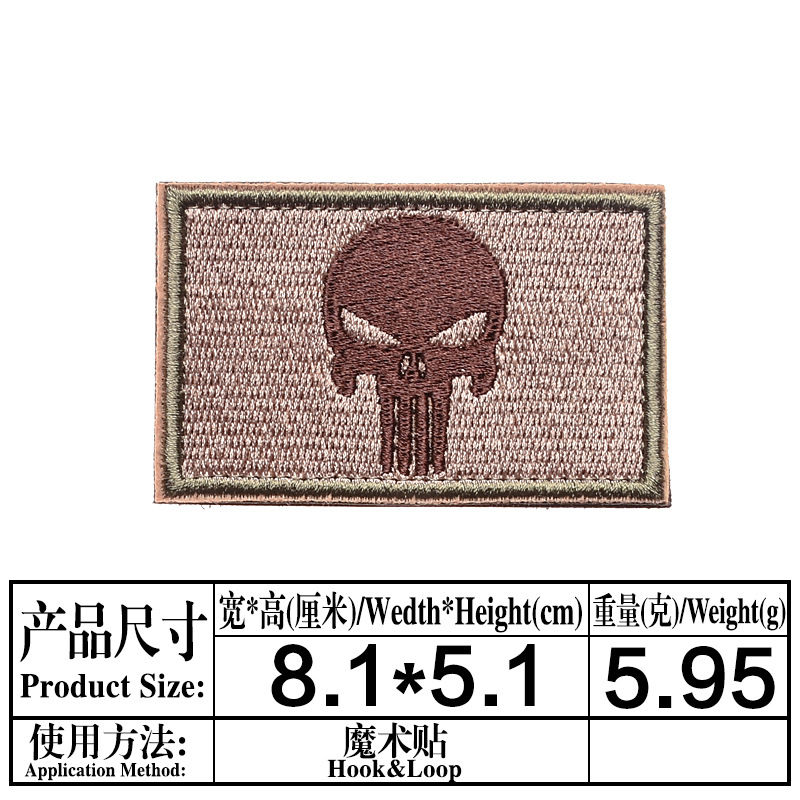 产品尺寸
Product Size:
宽*高(厘米)/Wedth*Height(cm)
8.1*5.1
重量(克)/Weight(g)
5.95
使用方法:
Application Method:
魔术贴
Hook&Loop